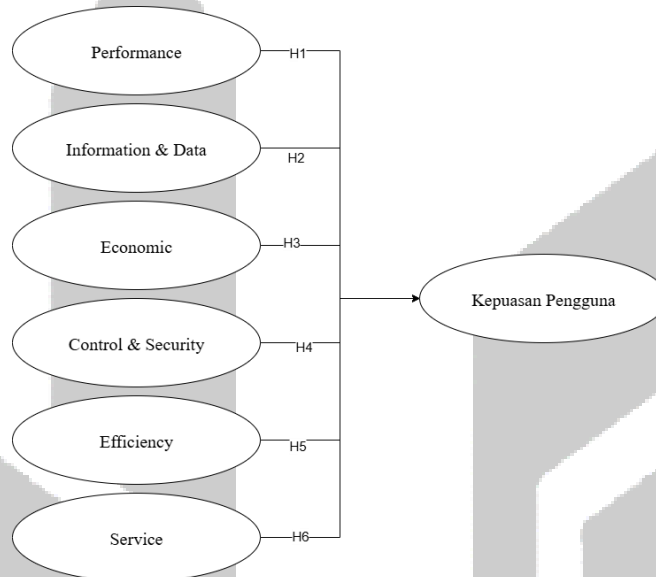 Performance
H1
Information & Data
H2
Economic
H3
Kepuasan Pengguna
Control & Security
H4
Efficiency
H5
Service
H6